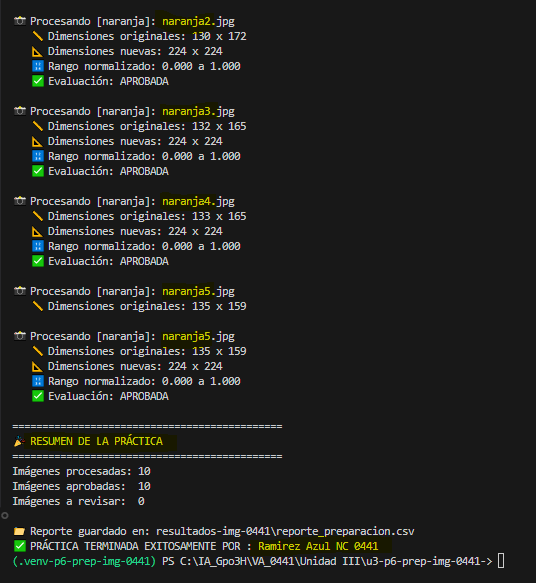 📷 Procesando [naranja]: naranja2.jpg
📏 Dimensiones originales: 130 x 172
📐 Dimensiones nuevas: 224 x 224
🔢 Rango normalizado: 0.000 a 1.000
✅ Evaluación: APROBADA
📷 Procesando [naranja]: naranja3.jpg
📏 Dimensiones originales: 132 x 165
📐 Dimensiones nuevas: 224 x 224
🔢 Rango normalizado: 0.000 a 1.000
✅ Evaluación: APROBADA
📷 Procesando [naranja]: naranja4.jpg
📏 Dimensiones originales: 133 x 165
📐 Dimensiones nuevas: 224 x 224
🔢 Rango normalizado: 0.000 a 1.000
✅ Evaluación: APROBADA
📷 Procesando [naranja]: naranja5.jpg
📏 Dimensiones originales: 135 x 159
📷 Procesando [naranja]: naranja5.jpg
📏 Dimensiones originales: 135 x 159
📐 Dimensiones nuevas: 224 x 224
🔢 Rango normalizado: 0.000 a 1.000
✅ Evaluación: APROBADA
=============================================
🎉 RESUMEN DE LA PRÁCTICA
=============================================
Imágenes procesadas: 10
Imágenes aprobadas:  10
Imágenes a revisar:  0
📁 Reporte guardado en: resultados-img-0441\reporte_preparacion.csv
✅ PRÁCTICA TERMINADA EXITOSAMENTE POR : Ramirez Azul NC 0441
(.venv-p6-prep-img-0441) PS C:\IA_Gpo3H\VA_0441\Unidad III\u3-p6-prep-img-0441->